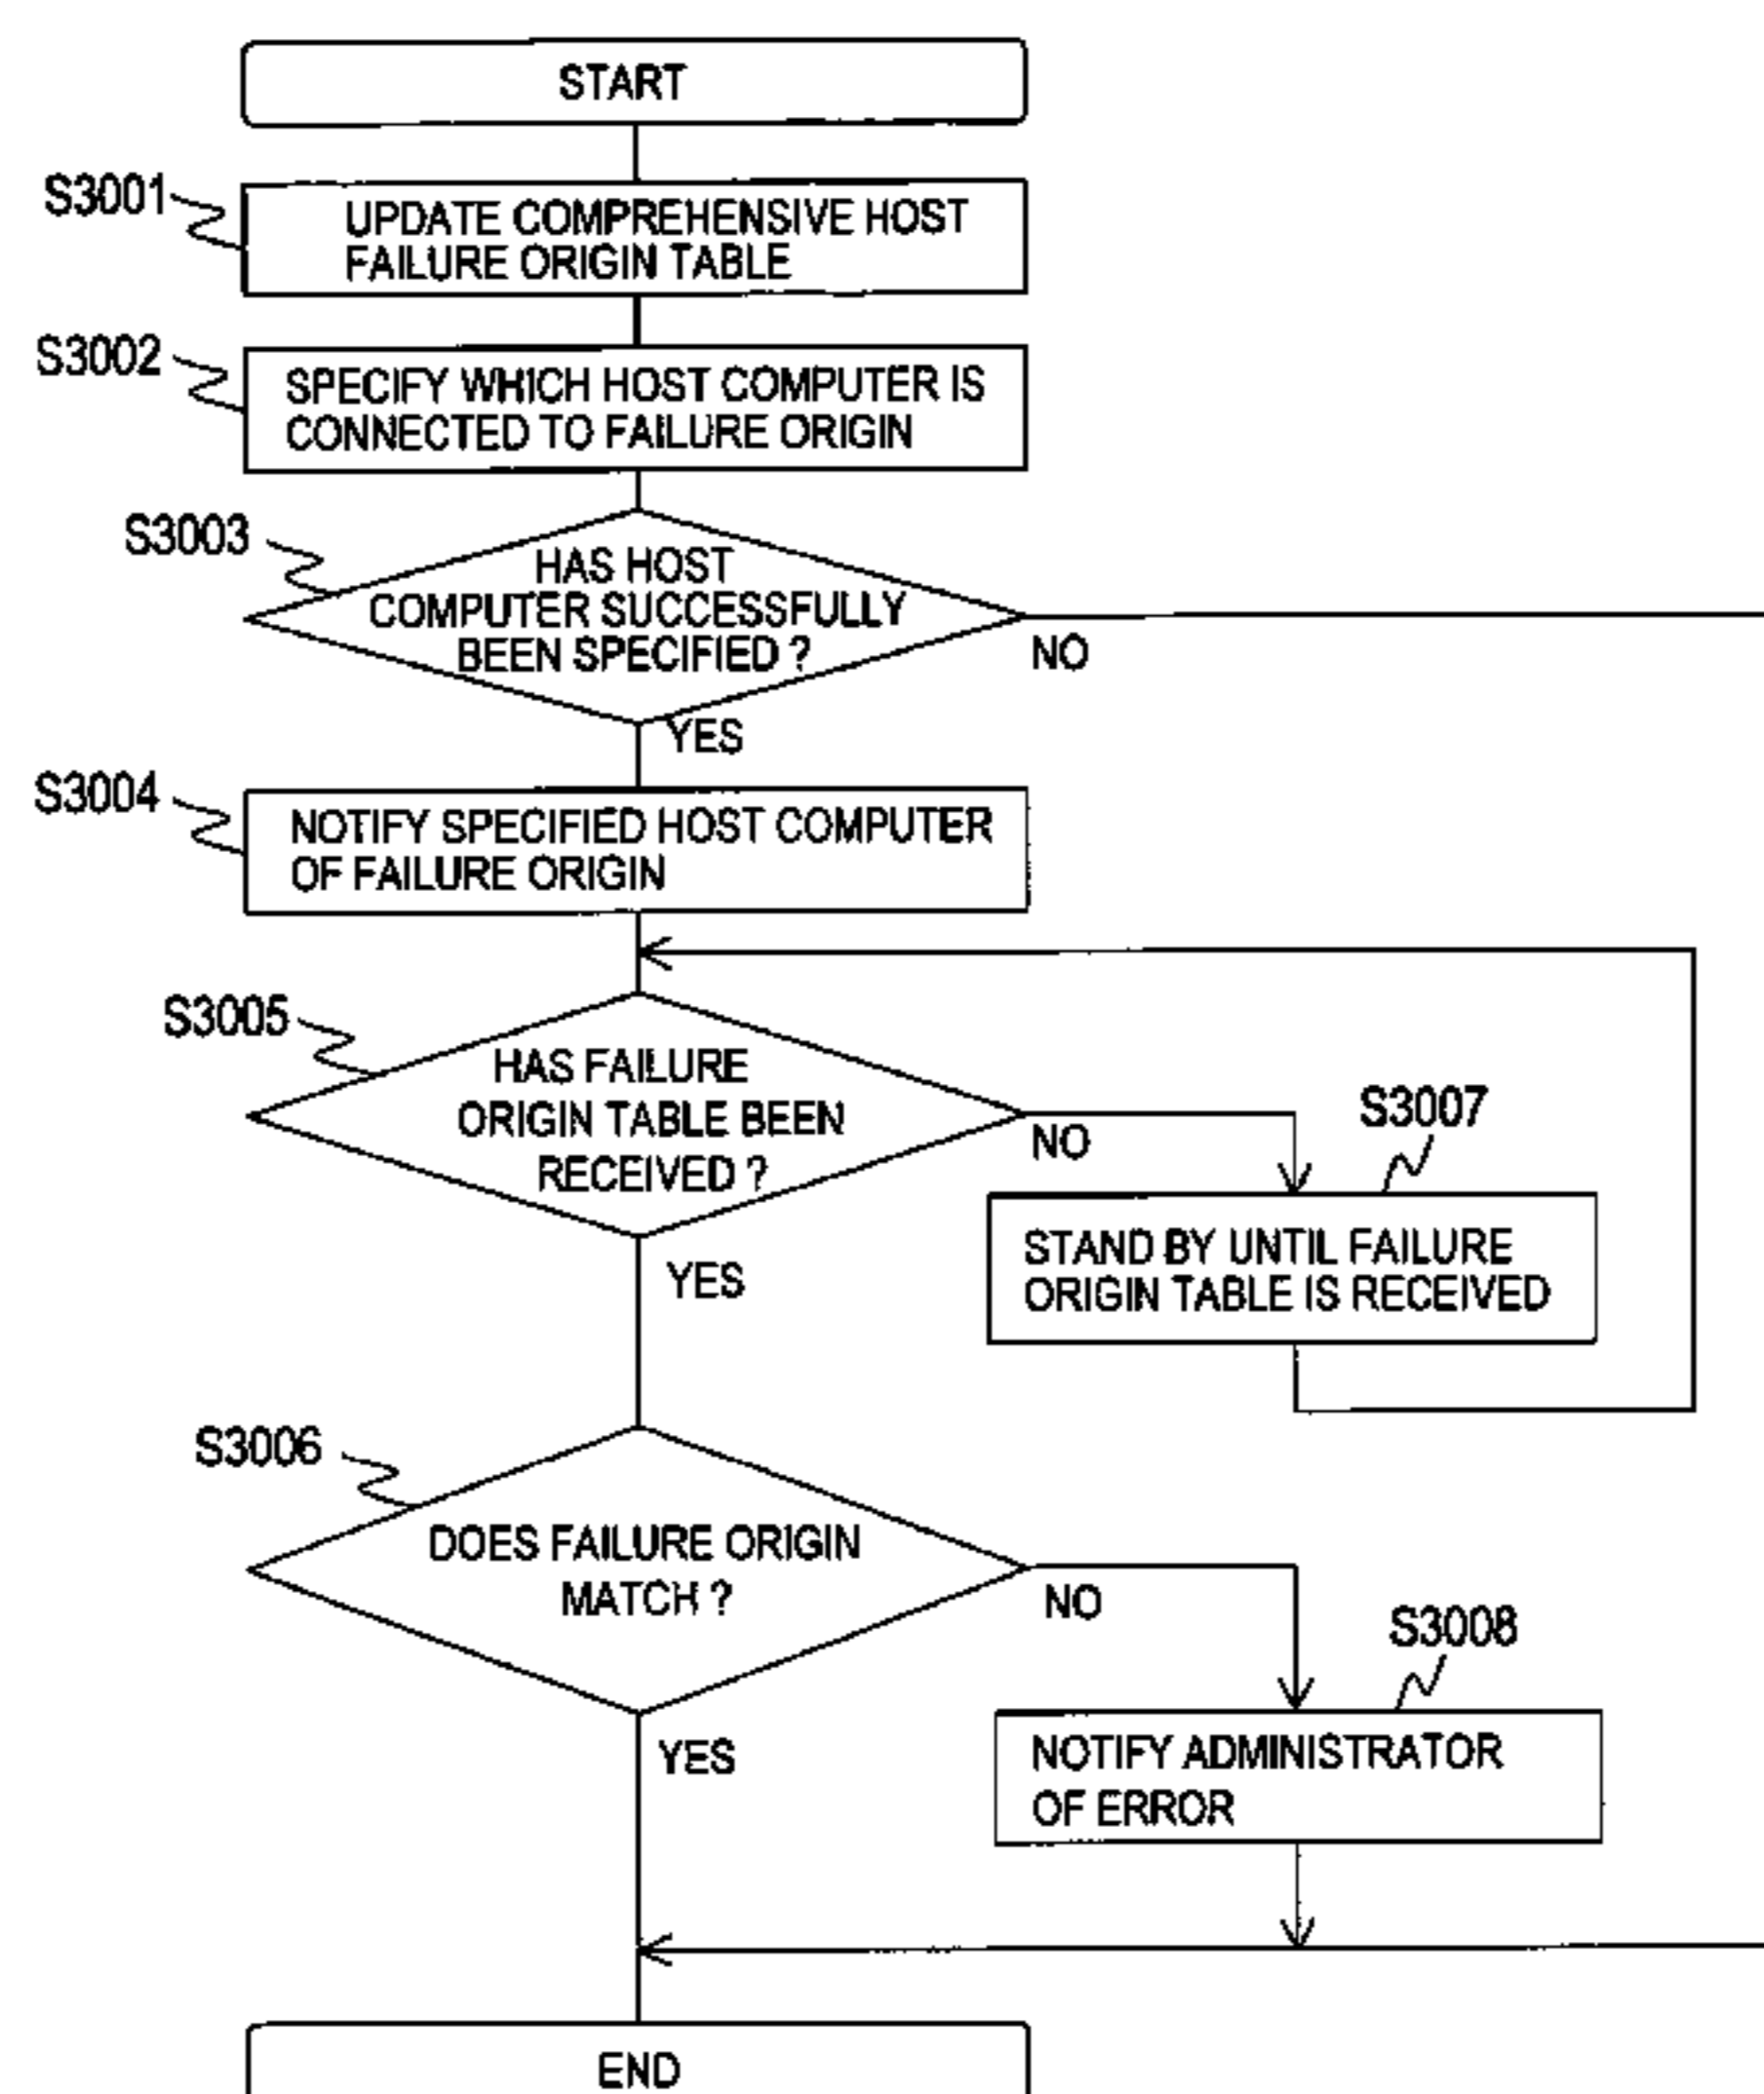 START
S3001
UPDATE COMPREHENSIVE HOST
FAILURE ORIGIN TABLE
S3002
SPECIFY WHICH HOST COMPUTER IS
CONNECTED TO FAILURE ORIGIN
S3003
HAS HOST
COMPUTER SUCCESSFULLY
BEEN SPECIFIED ?
NO
YES
S3004
NOTIFY SPECIFIED HOST COMPUTER
OF FAILURE ORIGIN
S3005
HAS FAILURE
ORIGIN TABLE BEEN
RECEIVED ?
NO
YES
S3007
STAND BY UNTIL FAILURE
ORIGIN TABLE IS RECEIVED
S3006
DOES FAILURE ORIGIN
MATCH ?
NO
YES
S3008
NOTIFY ADMINISTRATOR
OF ERROR
END